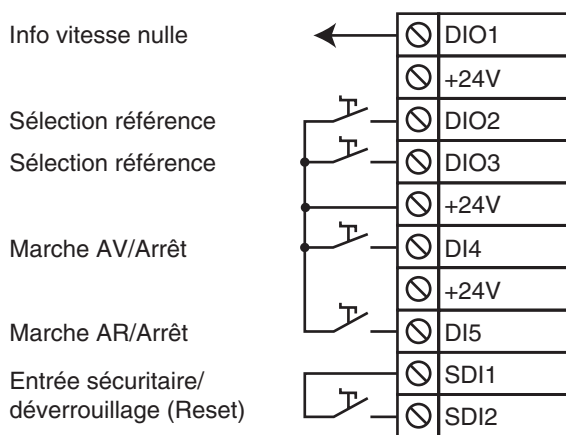 Info vitesse nulle DIO1
+24V
Sélection référence DIO2
Sélection référence DIO3
+24V
Marche AV/Arrêt DI4
+24V
Marche AR/Arrêt DI5
Entrée sécuritaire/ SDI1
déverrouillage (Reset) SDI2